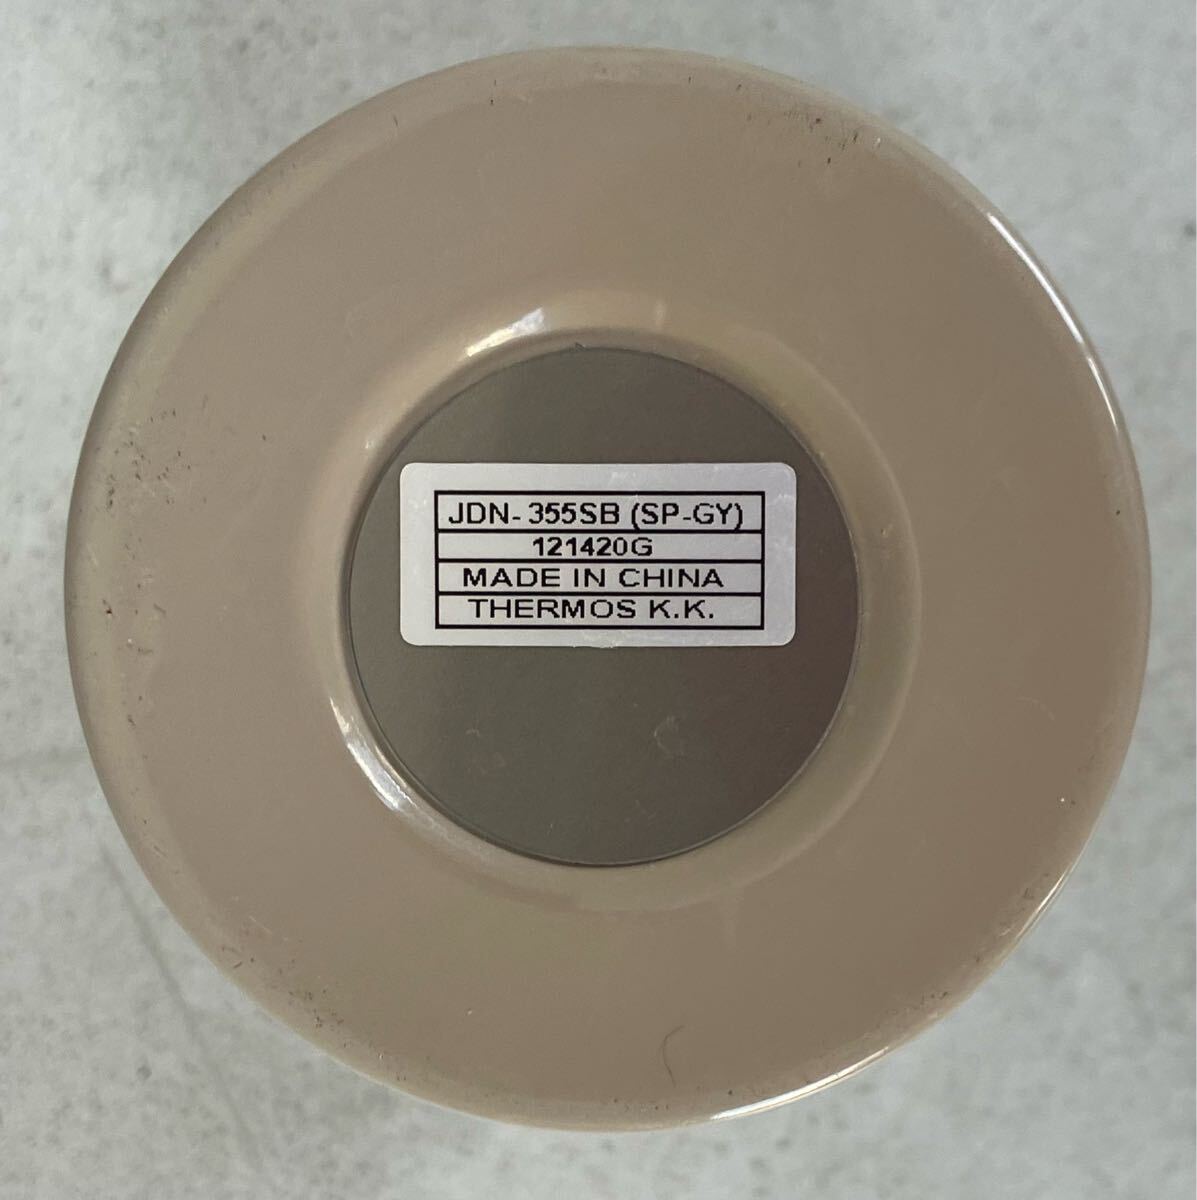 JDN-355SB (SP-GY)
121420G
MADE IN CHINA
THERMOS K.K.